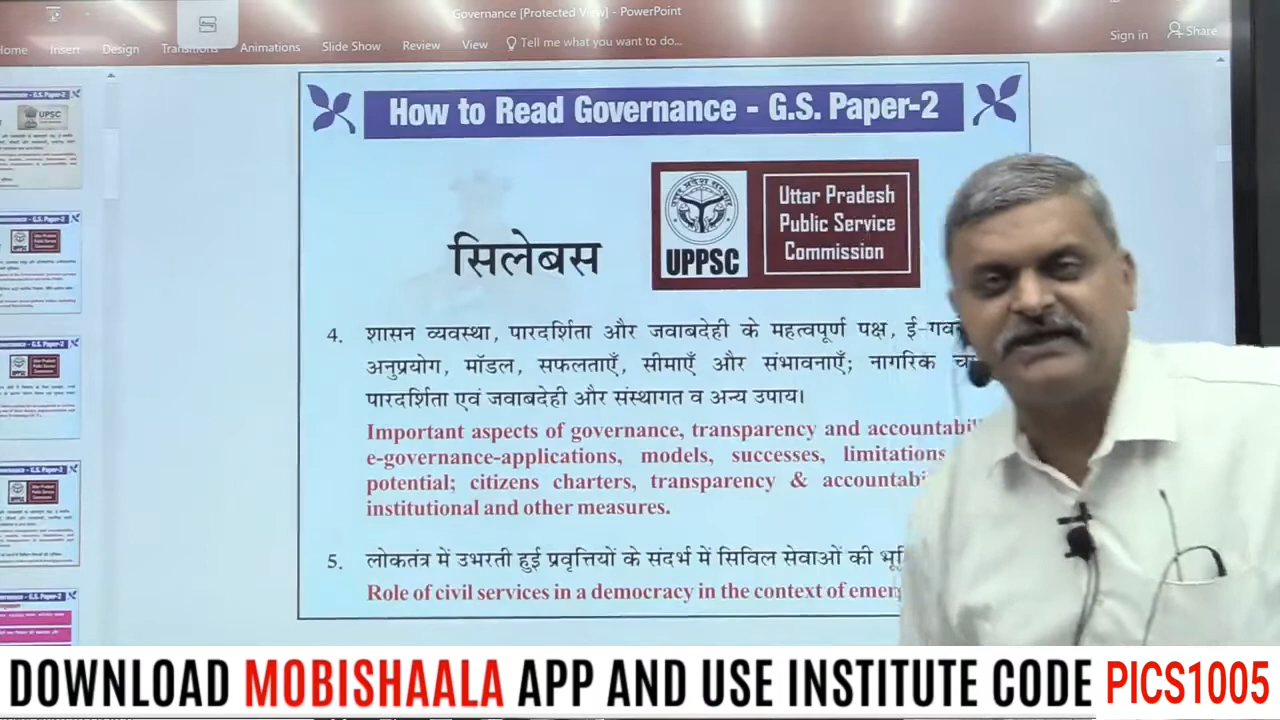 Governance [Protected View] - PowerPoint
Home Insert Design Transitions Animations Slide Show Review View Tell me what you want to do... Sign in Share
How to Read Governance - G.S. Paper-2
UPSC
सिलेबस
UPPSC
Uttar Pradesh
Public Service
Commission
4. शासन व्यवस्था, पारदर्शिता और जवाबदेही के महत्वपूर्ण पक्ष,
अनुप्रयोग, मॉडल, सफलताएँ, सीमाएँ और संभावनाएँ; नागरिक
पारदर्शिता एवं जवाबदेही और संस्थागत व अन्य उपाय।
Important aspects of governance, transparency and
e-governance-applications, models, successes, limitations
potential; citizens charters, transparency &
institutional and other measures.
5. लोकतंत्र में उभरती हुई प्रवृत्तियों के संदर्भ में सिविल सेवाओं की
Role of civil services in a democracy in the context of
DOWNLOAD MOBISHAALA APP AND USE INSTITUTE CODE PICS1005